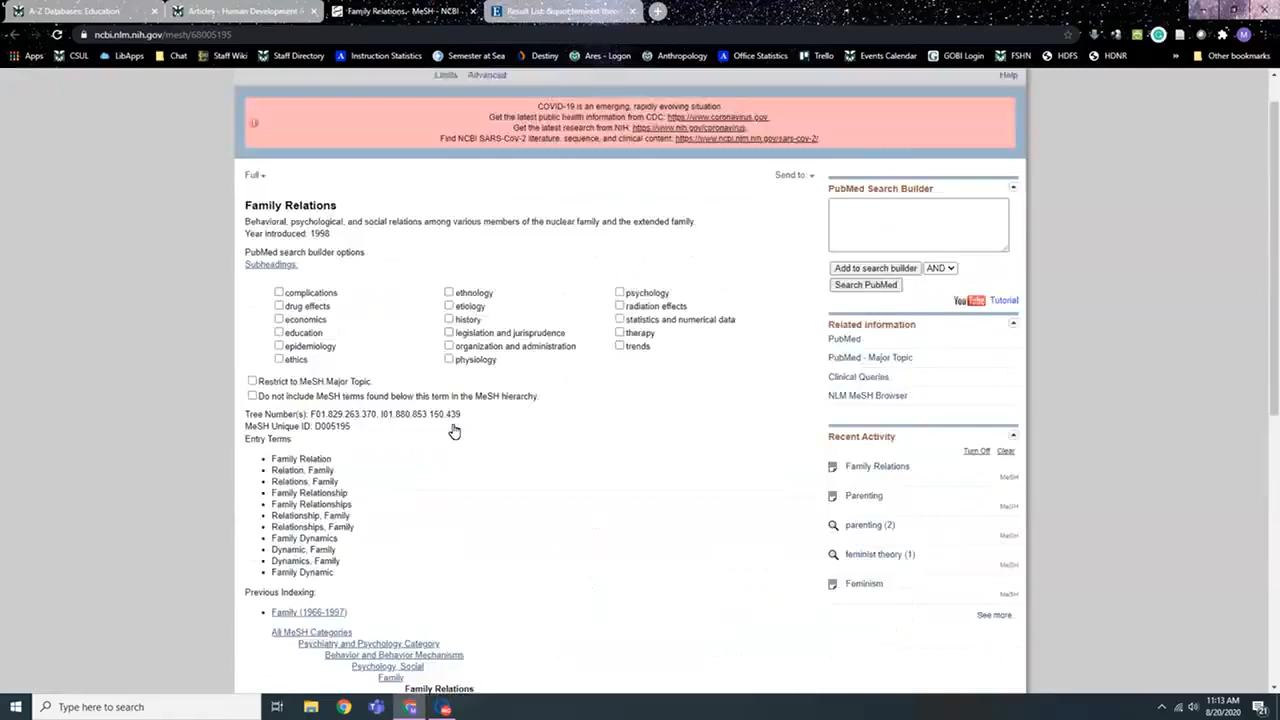 A-Z Databases: Education
Articles - Human Development &
Family Relations - MeSH - NCBI
Result List: &quot;feminist theo
ncbi.nlm.nih.gov/mesh/68005195
Apps CSUL LibApps Chat Staff Wiki Staff Directory Instruction Statistics Semester at Sea Destiny Ares - Logon Anthropology Office Statistics Trello Events Calendar GOBI Login FSHN HDFS HDNR » Other bookmarks
Limits Advanced Help
COVID-19 is an emerging, rapidly evolving situation
Get the latest public health information from CDC: https://www.coronavirus.gov
Get the latest research from NIH: https://www.nih.gov/coronavirus.
Find NCBI SARS-CoV-2 literature, sequence, and clinical content: https://www.ncbi.nlm.nih.gov/sars-cov-2/
Full
Send to:
Family Relations
Behavioral, psychological, and social relations among various members of the nuclear family and the extended family.
Year introduced: 1998
PubMed search builder options
Subheadings:
complications
drug effects
economics
education
epidemiology
ethics
ethnology
etiology
history
legislation and jurisprudence
organization and administration
physiology
psychology
radiation effects
statistics and numerical data
therapy
trends
Restrict to MeSH Major Topic.
Do not include MeSH terms found below this term in the MeSH hierarchy.
Tree Number(s): F01.829.263.370, I01.880.853.150.439
MeSH Unique ID: D005195
Entry Terms:
• Family Relation
• Relation, Family
• Relations, Family
• Family Relationship
• Family Relationships
• Relationship, Family
• Relationships, Family
• Family Dynamics
• Dynamic, Family
• Dynamics, Family
• Family Dynamic
Previous Indexing:
• Family (1966-1997)
All MeSH Categories
Psychiatry and Psychology Category
Behavior and Behavior Mechanisms
Psychology, Social
Family
Family Relations
PubMed Search Builder
Add to search builder AND
Search PubMed
YouTube Tutorial
Related information
PubMed
PubMed - Major Topic
Clinical Queries
NLM MeSH Browser
Recent Activity
Turn Off Clear
Family Relations
MeSH
Parenting
MeSH
parenting (2)
MeSH
feminist theory (1)
MeSH
Feminism
MeSH
See more...
Type here to search
11:13 AM
8/20/2020
21